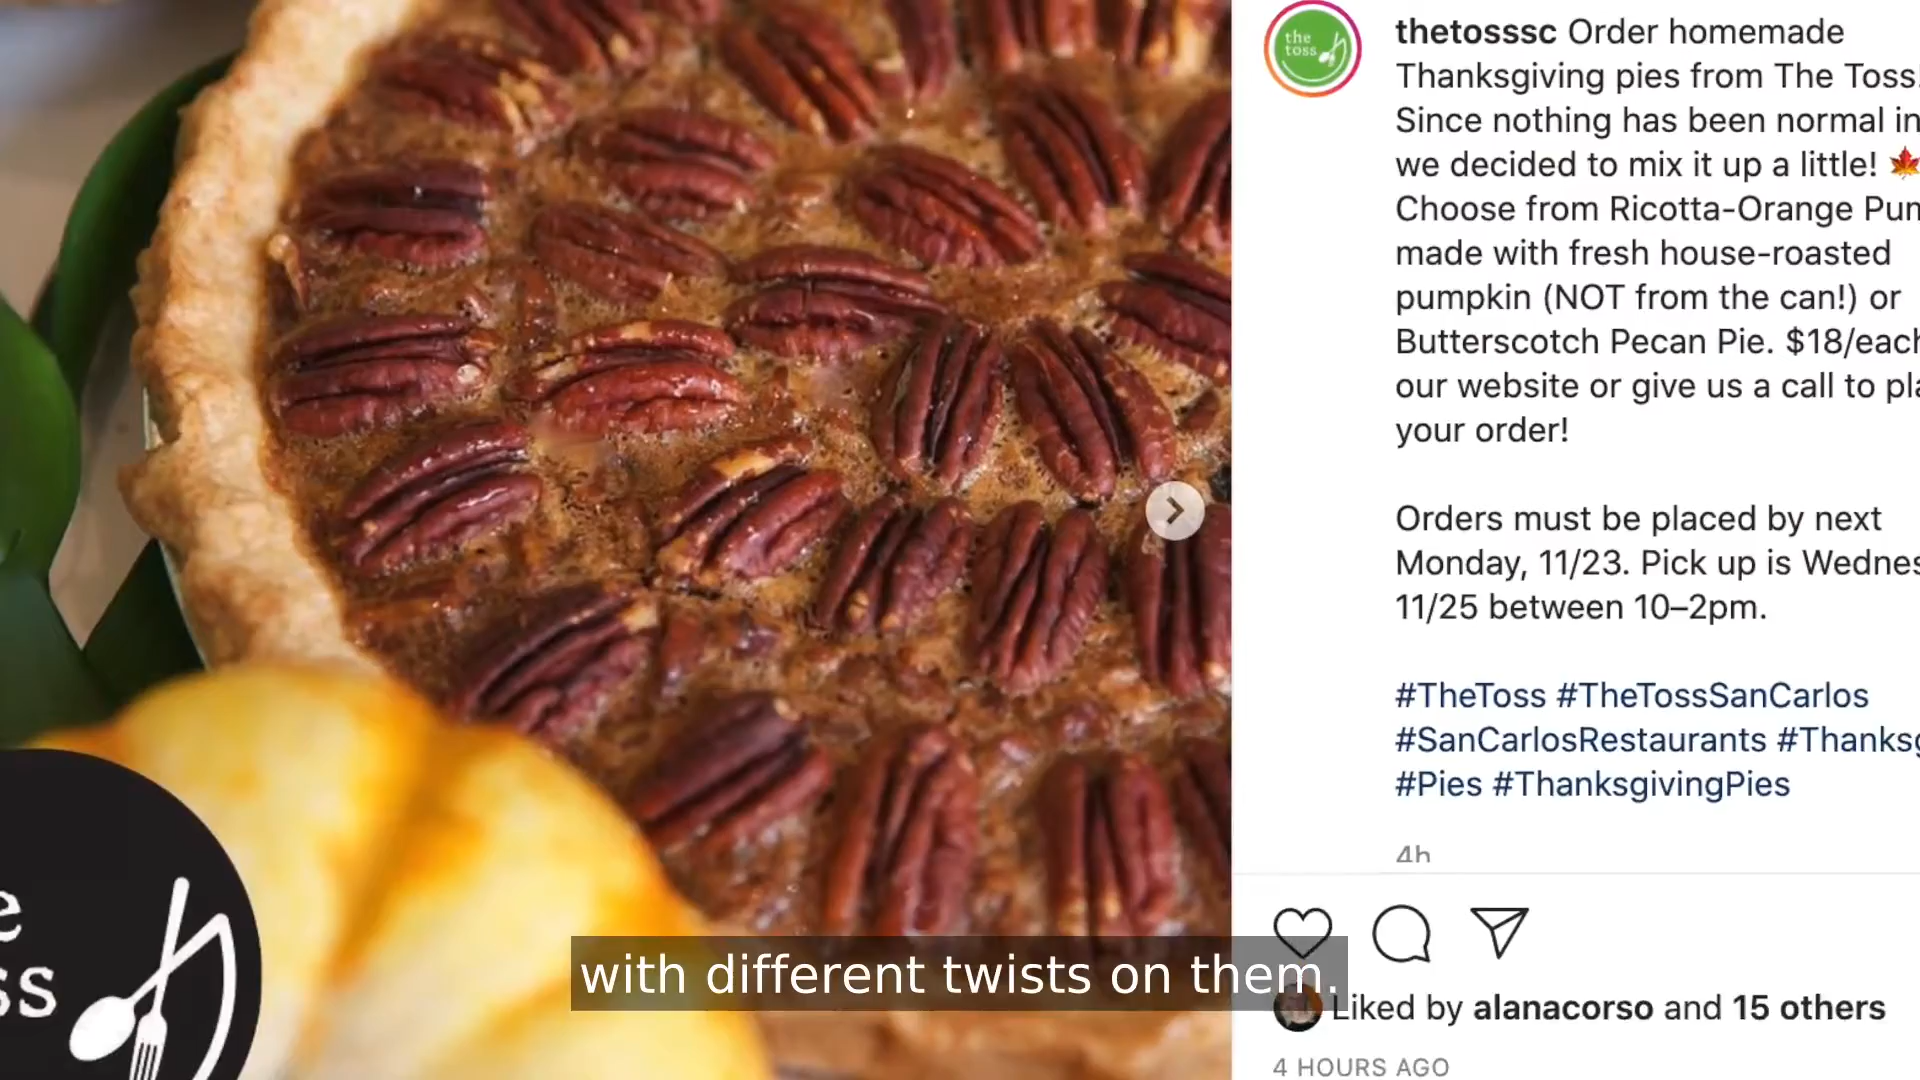 the
toss
thetosssc Order homemade
Thanksgiving pies from The Toss!
Since nothing has been normal in
we decided to mix it up a little! 🍁
Choose from Ricotta-Orange
made with fresh house-roasted
pumpkin (NOT from the can!) or
Butterscotch Pecan Pie. $18/each
our website or give us a call to
your order!
Orders must be placed by next
Monday, 11/23. Pick up is
11/25 between 10–2pm.
#TheToss #TheTossSanCarlos
#SanCarlosRestaurants
#Pies #ThanksgivingPies
4h
with different twists on them.
Liked by alanacorso and 15 others
4 HOURS AGO